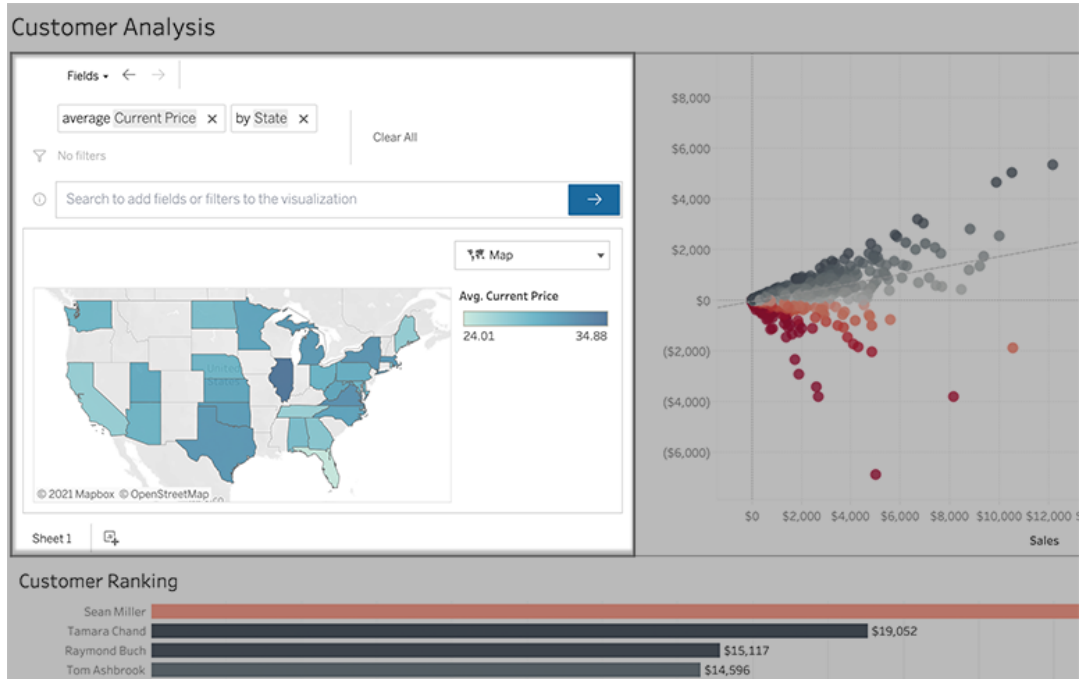 Customer Analysis
Fields
average Current Price
by State
Clear All
No filters
Search to add fields or filters to the visualization
Map
Avg. Current Price
24.01 34.88
United
States
© 2021 Mapbox © OpenStreetMap
Sheet 1
$8,000
$6,000
$4,000
$2,000
$0
($2,000)
($4,000)
($6,000)
$0 $2,000 $4,000 $6,000 $8,000 $10,000 $12,000
Sales
Customer Ranking
Sean Miller
Tamara Chand $19,052
Raymond Buch $15,117
Tom Ashbrook $14,596